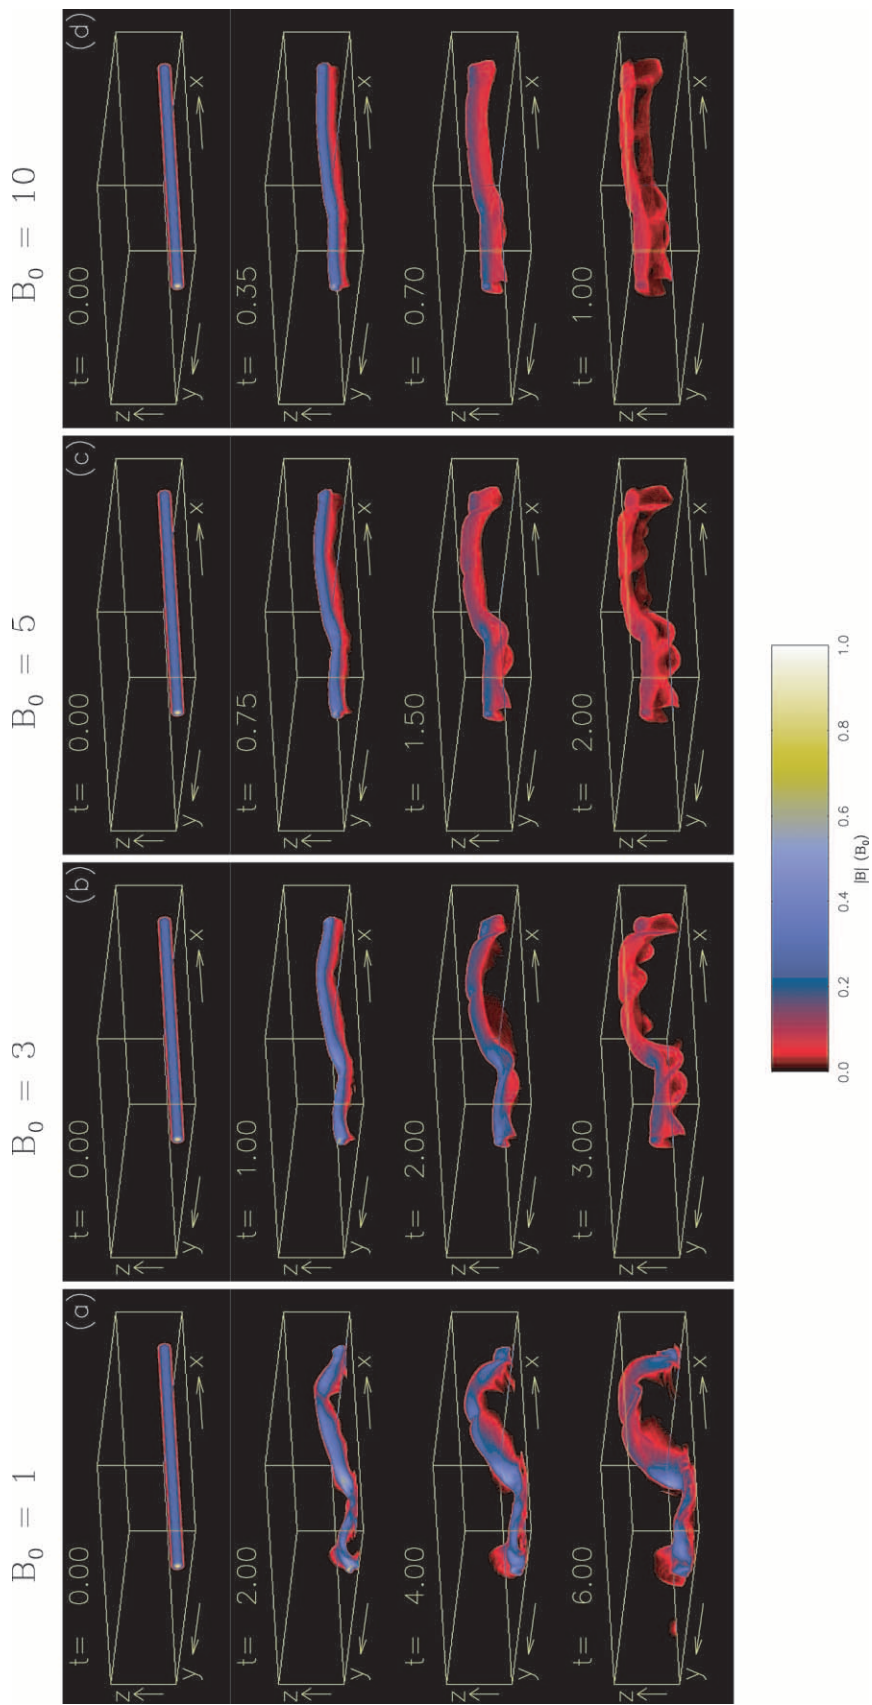 B₀ = 1
(a)
t= 0.00
z
y
x
t= 2.00
t= 4.00
t= 6.00
z
y
x
B₀ = 3
(b)
t= 0.00
z
y
x
t= 1.00
t= 2.00
t= 3.00
z
y
x
B₀ = 5
(c)
t= 0.00
z
y
x
t= 0.75
t= 1.50
t= 2.00
z
y
x
B₀ = 10
(d)
t= 0.00
z
y
x
t= 0.35
t= 0.70
t= 1.00
z
y
x
0.0 0.2 0.4 0.6 0.8 1.0
|B| (B₀)